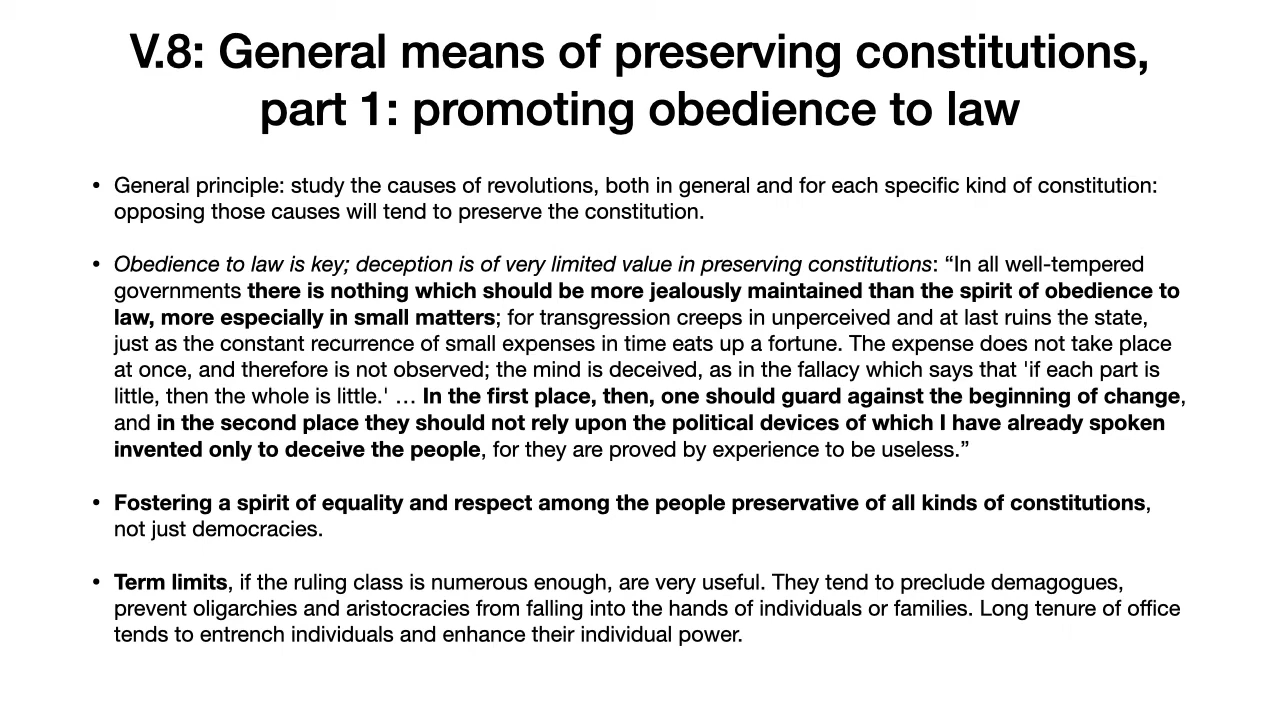 V.8: General means of preserving constitutions,
part 1: promoting obedience to law
• General principle: study the causes of revolutions, both in general and for each specific kind of constitution:
opposing those causes will tend to preserve the constitution.
• Obedience to law is key; deception is of very limited value in preserving constitutions: “In all well-tempered
governments there is nothing which should be more jealously maintained than the spirit of obedience to
law, more especially in small matters; for transgression creeps in unperceived and at last ruins the state,
just as the constant recurrence of small expenses in time eats up a fortune. The expense does not take place
at once, and therefore is not observed; the mind is deceived, as in the fallacy which says that 'if each part is
little, then the whole is little.' … In the first place, then, one should guard against the beginning of change,
and in the second place they should not rely upon the political devices of which I have already spoken
invented only to deceive the people, for they are proved by experience to be useless.”
• Fostering a spirit of equality and respect among the people preservative of all kinds of constitutions,
not just democracies.
• Term limits, if the ruling class is numerous enough, are very useful. They tend to preclude demagogues,
prevent oligarchies and aristocracies from falling into the hands of individuals or families. Long tenure of office
tends to entrench individuals and enhance their individual power.